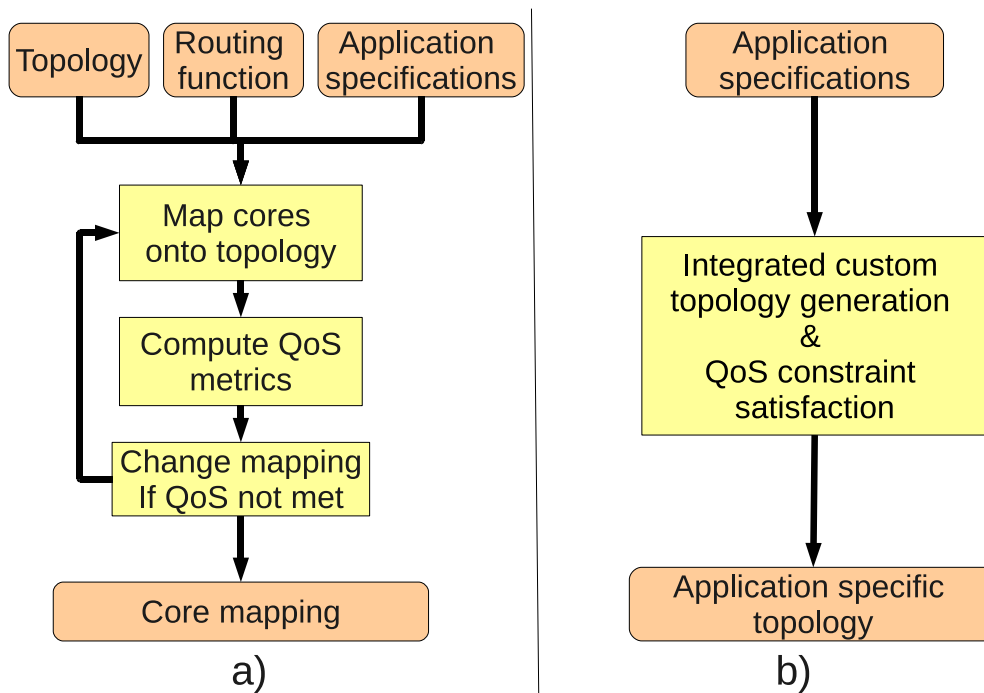 Topology
Routing
function
Application
specifications
Map cores
onto topology
Compute QoS
metrics
Change mapping
If QoS not met
Core mapping
a)
Application
specifications
Integrated custom
topology generation
&
QoS constraint
satisfaction
Application specific
topology
b)